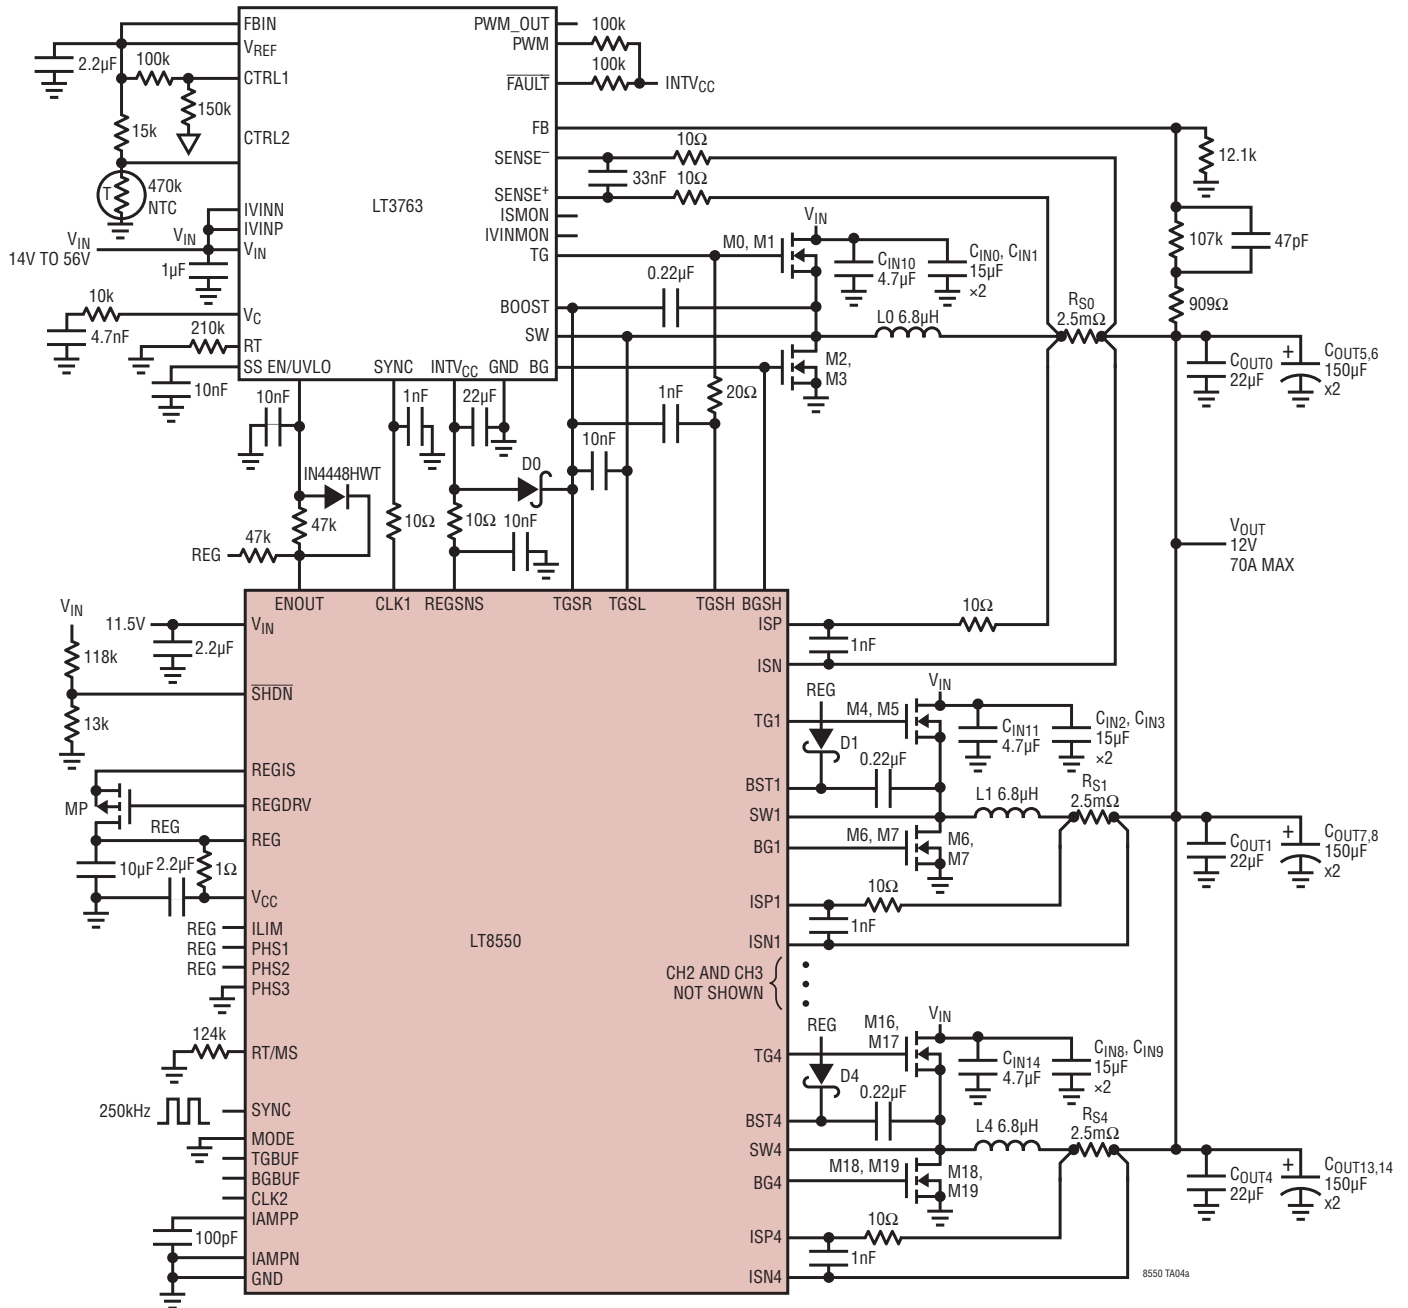 FBIN
PWM_OUT
100k
VREF
PWM
2.2µF
100k
CTRL1
100k
FAULT
INTVCC
150k
15k
CTRL2
FB
10Ω
SENSE–
12.1k
33nF
10Ω
T
470k
NTC
LT3763
SENSE+
IVINN
ISMON
VIN
IVINP
IVINMON
VIN
14V TO 56V
VIN
TG
M0, M1
CIN10
4.7µF
CIN0, CIN1
15µF
×2
107k
47pF
1µF
0.22µF
10k
BOOST
RS0
2.5mΩ
909Ω
4.7nF
VC
L0 6.8µH
210k
RT
SW
SS
EN/UVLO
SYNC
INTVCC
GND
BG
M2,
M3
COUT0
22µF
+
COUT5,6
150µF
x2
10nF
10nF
1nF
22µF
1nF
20Ω
10nF
IN4448HWT
D0
47k
10Ω
10Ω
10nF
REG
47k
VOUT
12V
70A MAX
ENOUT
CLK1
REGSNS
TGSR
TGSL
TGSH
BGSH
VIN
11.5V
VIN
ISP
10Ω
2.2µF
1nF
118k
ISN
SHDN
REG
VIN
13k
TG1
M4, M5
CIN11
4.7µF
CIN2, CIN3
15µF
×2
D1
0.22µF
REGIS
BST1
RS1
2.5mΩ
MP
REGDRV
SW1
L1 6.8µH
REG
REG
BG1
M6, M7
M6,
M7
COUT1
22µF
+
COUT7,8
150µF
x2
10µF
2.2µF
1Ω
10Ω
VCC
ISP1
1nF
REG
ILIM
LT8550
ISN1
REG
PHS1
REG
PHS2
CH2 AND CH3
NOT SHOWN
PHS3
VIN
REG
M16,
M17
124k
RT/MS
TG4
CIN14
4.7µF
CIN8, CIN9
15µF
×2
D4
0.22µF
250kHz
SYNC
BST4
RS4
2.5mΩ
L4 6.8µH
MODE
SW4
TGBUF
M18, M19
M18,
M19
BGBUF
BG4
COUT4
22µF
+
COUT13,14
150µF
x2
CLK2
IAMPP
10Ω
100pF
ISP4
1nF
IAMPN
GND
ISN4
8550 TA04a